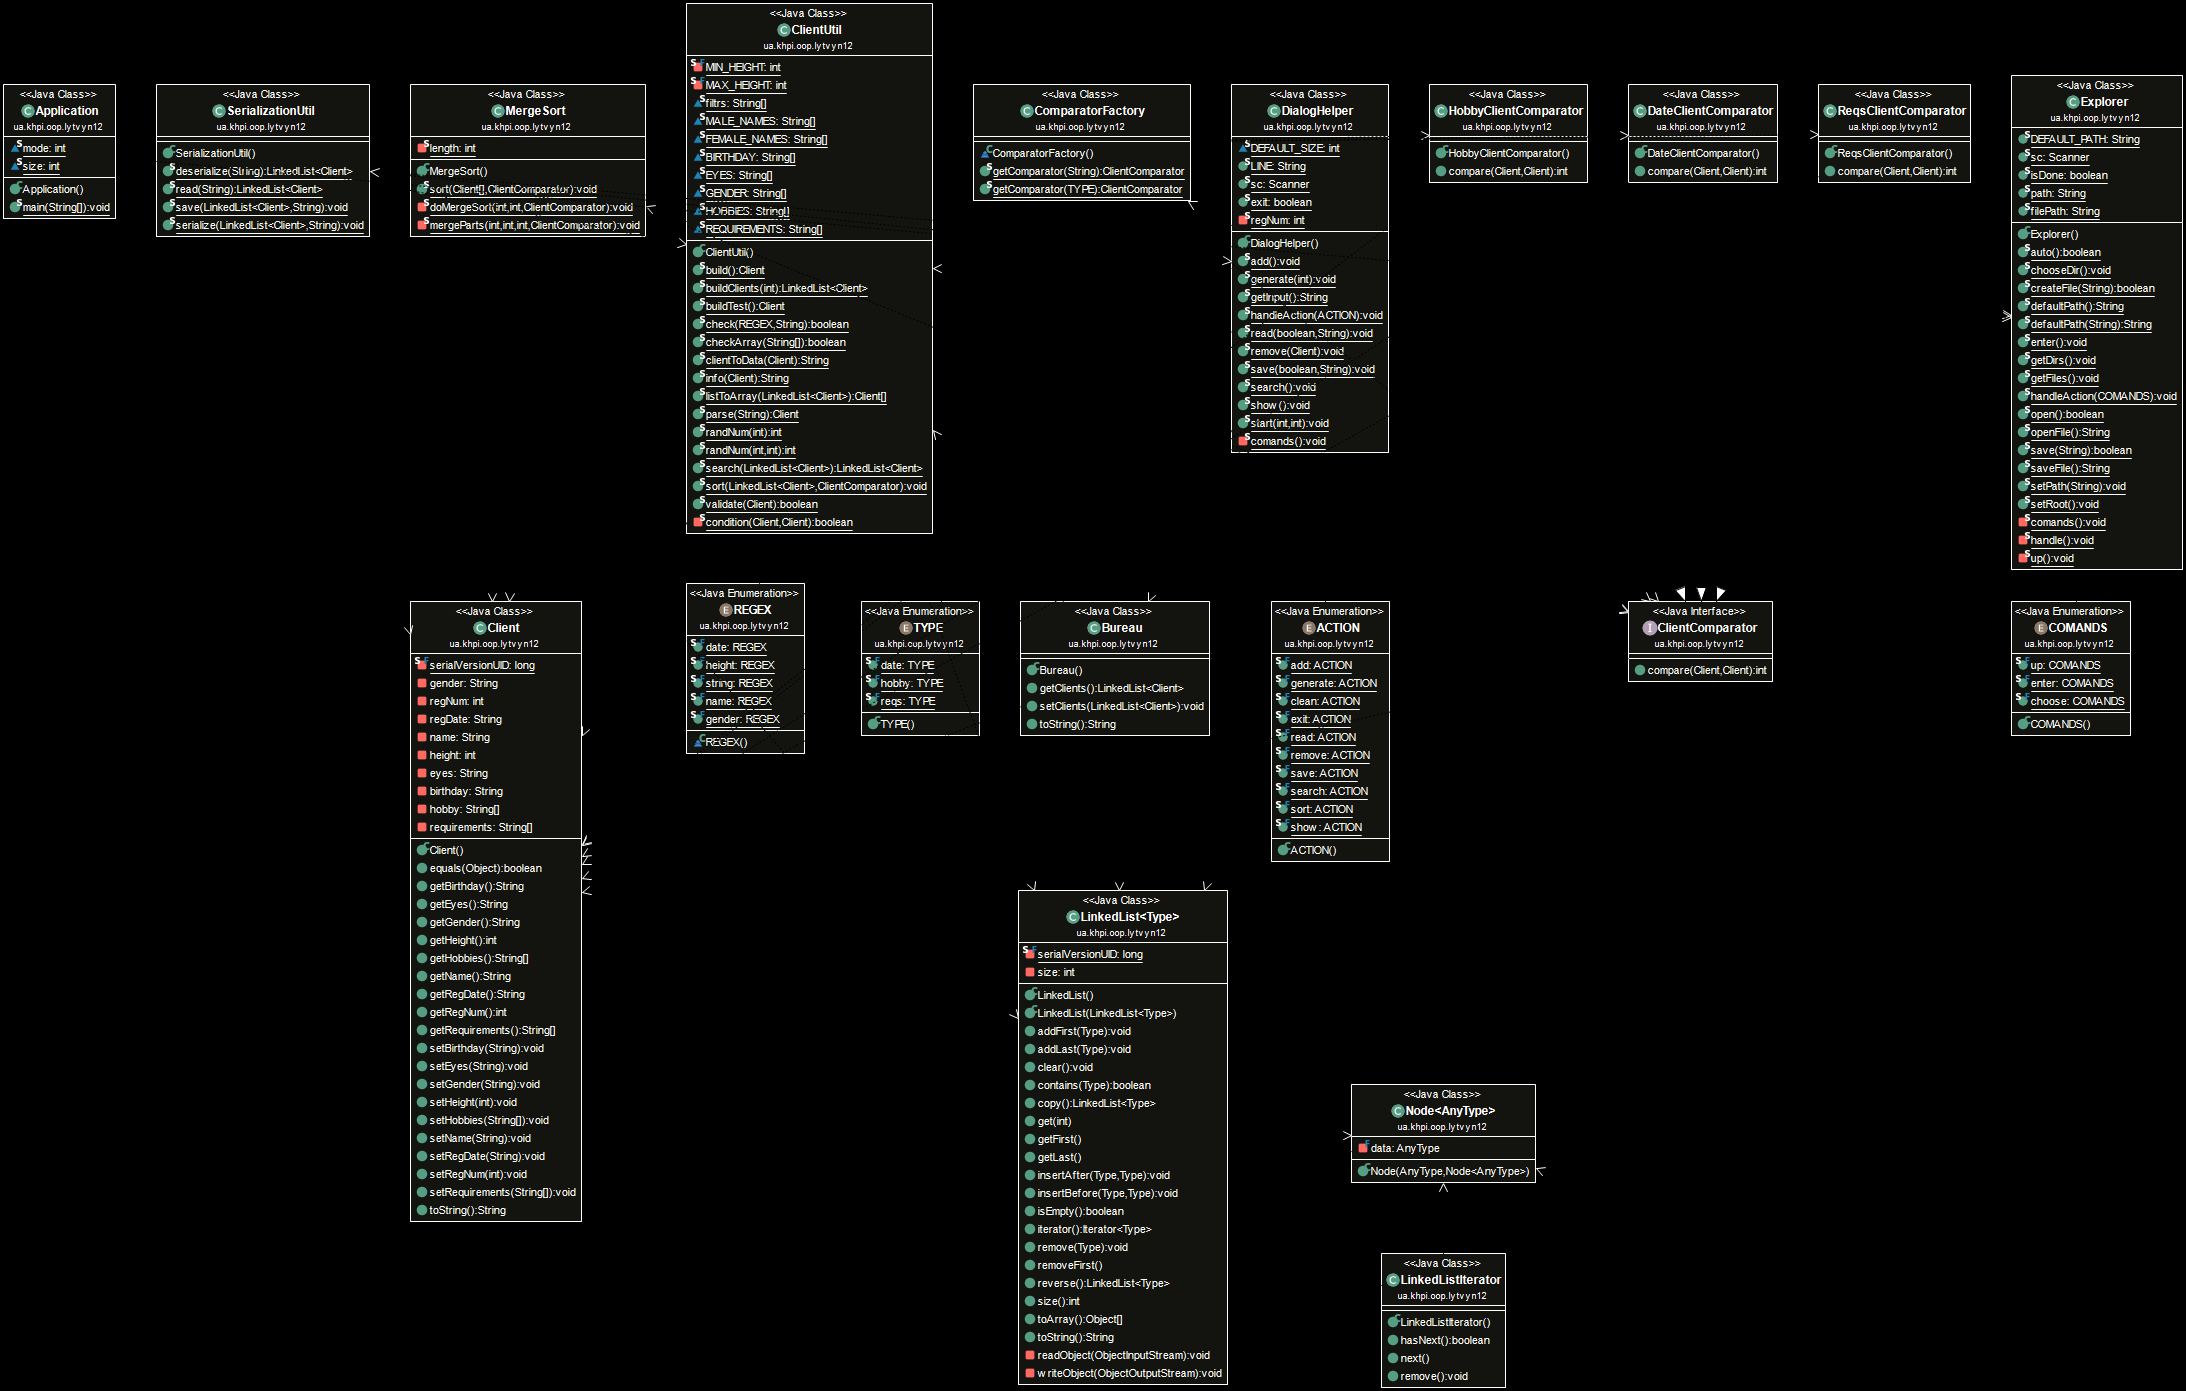 <<Java Class>>
Application
ua.khpi.oop.lytvyn12
mode: int
size: int
Application()
main(String[]):void
<<Java Class>>
SerializationUtil
ua.khpi.oop.lytvyn12
SerializationUtil()
deserialize(String):LinkedList<Client>
read(String):LinkedList<Client>
save(LinkedList<Client>,String):void
serialize(LinkedList<Client>,String):void
<<Java Class>>
MergeSort
ua.khpi.oop.lytvyn12
length: int
MergeSort()
sort(Client[],ClientComparator):void
doMergeSort(int,int,ClientComparator):void
mergeParts(int,int,int,ClientComparator):void
<<Java Class>>
ClientUtil
ua.khpi.oop.lytvyn12
MIN_HEIGHT: int
MAX_HEIGHT: int
filtrs: String[]
MALE_NAMES: String[]
FEMALE_NAMES: String[]
BIRTHDAY: String[]
EYES: String[]
GENDER: String[]
HOBBIES: String[]
REQUIREMENTS: String[]
ClientUtil()
build():Client
buildClients(int):LinkedList<Client>
buildTest():Client
check(REGEX,String):boolean
checkArray(String[]):boolean
clientToData(Client):String
info(Client):String
listToArray(LinkedList<Client>):Client[]
parse(String):Client
randNum(int):int
randNum(int,int):int
search(LinkedList<Client>):LinkedList<Client>
sort(LinkedList<Client>,ClientComparator):void
validate(Client):boolean
condition(Client,Client):boolean
<<Java Class>>
ComparatorFactory
ua.khpi.oop.lytvyn12
ComparatorFactory()
getComparator(String):ClientComparator
getComparator(TYPE):ClientComparator
<<Java Class>>
DialogHelper
ua.khpi.oop.lytvyn12
DEFAULT_SIZE: int
LINE: String
sc: Scanner
exit: boolean
regNum: int
DialogHelper()
add():void
generate(int):void
getInput():String
handleAction(ACTION):void
read(boolean,String):void
remove(Client):void
save(boolean,String):void
search():void
show():void
start(int,int):void
comands():void
<<Java Class>>
HobbyClientComparator
ua.khpi.oop.lytvyn12
HobbyClientComparator()
compare(Client,Client):int
<<Java Class>>
DateClientComparator
ua.khpi.oop.lytvyn12
DateClientComparator()
compare(Client,Client):int
<<Java Class>>
ReqsClientComparator
ua.khpi.oop.lytvyn12
ReqsClientComparator()
compare(Client,Client):int
<<Java Class>>
Explorer
ua.khpi.oop.lytvyn12
DEFAULT_PATH: String
sc: Scanner
isDone: boolean
path: String
filePath: String
Explorer()
auto():boolean
chooseDir():void
createFile(String):boolean
defaultPath():String
defaultPath(String):String
enter():void
getDirs():void
getFiles():void
handleAction(COMANDS):void
open():boolean
openFile():String
save(String):boolean
saveFile():String
setPath(String):void
setRoot():void
comands():void
handle():void
up():void
<<Java Class>>
Client
ua.khpi.oop.lytvyn12
serialVersionUID: long
gender: String
regNum: int
regDate: String
name: String
height: int
eyes: String
birthday: String
hobby: String[]
requirements: String[]
Client()
equals(Object):boolean
getBirthday():String
getEyes():String
getGender():String
getHeight():int
getHobbies():String[]
getName():String
getRegDate():String
getRegNum():int
getRequirements():String[]
setBirthday(String):void
setEyes(String):void
setGender(String):void
setHeight(int):void
setHobbies(String[]):void
setName(String):void
setRegDate(String):void
setRegNum(int):void
setRequirements(String[]):void
toString():String
<<Java Enumeration>>
REGEX
ua.khpi.oop.lytvyn12
date: REGEX
height: REGEX
string: REGEX
name: REGEX
gender: REGEX
REGEX()
<<Java Enumeration>>
TYPE
ua.khpi.oop.lytvyn12
date: TYPE
hobby: TYPE
reqs: TYPE
TYPE()
<<Java Class>>
Bureau
ua.khpi.oop.lytvyn12
Bureau()
getClients():LinkedList<Client>
setClients(LinkedList<Client>):void
toString():String
<<Java Enumeration>>
ACTION
ua.khpi.oop.lytvyn12
add: ACTION
generate: ACTION
clean: ACTION
exit: ACTION
read: ACTION
remove: ACTION
save: ACTION
search: ACTION
sort: ACTION
show: ACTION
ACTION()
<<Java Interface>>
ClientComparator
ua.khpi.oop.lytvyn12
compare(Client,Client):int
<<Java Enumeration>>
COMANDS
ua.khpi.oop.lytvyn12
up: COMANDS
enter: COMANDS
choose: COMANDS
COMANDS()
<<Java Class>>
LinkedList<Type>
ua.khpi.oop.lytvyn12
serialVersionUID: long
size: int
LinkedList()
LinkedList(LinkedList<Type>)
addFirst(Type):void
addLast(Type):void
clear():void
contains(Type):boolean
copy():LinkedList<Type>
get(int)
getFirst()
getLast()
insertAfter(Type,Type):void
insertBefore(Type,Type):void
isEmpty():boolean
iterator():Iterator<Type>
remove(Type):void
removeFirst()
reverse():LinkedList<Type>
size():int
toArray():Object[]
toString():String
readObject(ObjectInputStream):void
writeObject(ObjectOutputStream):void
<<Java Class>>
Node<AnyType>
ua.khpi.oop.lytvyn12
data: AnyType
Node(AnyType,Node<AnyType>)
<<Java Class>>
LinkedListIterator
ua.khpi.oop.lytvyn12
LinkedListIterator()
hasNext():boolean
next()
remove():void